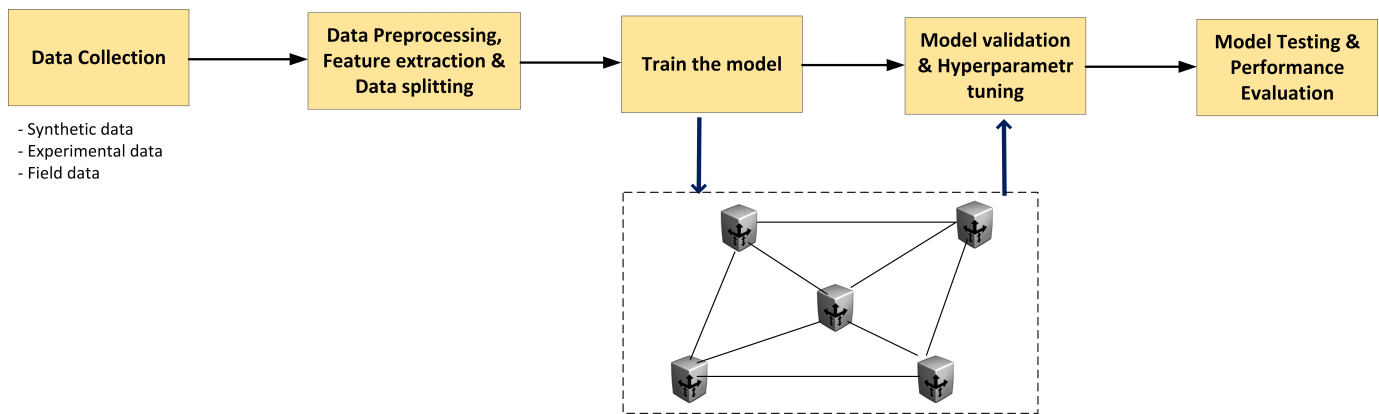 Data Collection
- Synthetic data
- Experimental data
- Field data
Data Preprocessing,
Feature extraction &
Data splitting
Train the model
Model validation
& Hyperparametr
tuning
Model Testing &
Performance
Evaluation